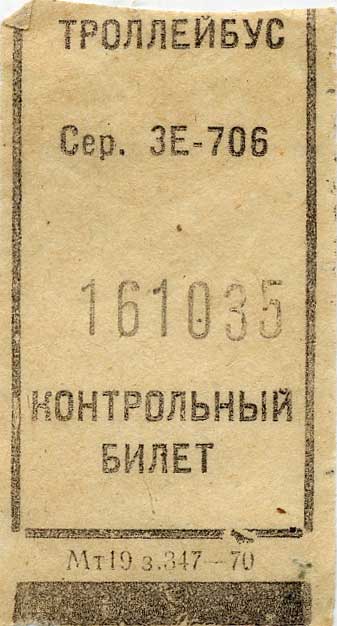 ТРОЛЛЕЙБУС
Сер. ЗЕ-706
161035
КОНТРОЛЬНЫЙ
БИЛЕТ
Мт19 з.347—70